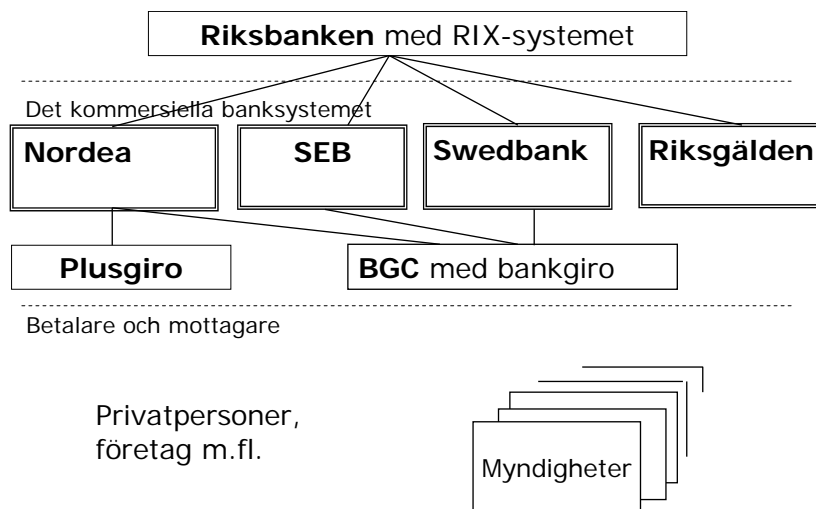 Riksbanken med RIX-systemet
Det kommersiella banksystemet
Nordea
SEB
Swedbank
Riksgälden
Plusgiro
BGC med bankgiro
Betalare och mottagare
Privatpersoner,
företag m.fl.
Myndigheter